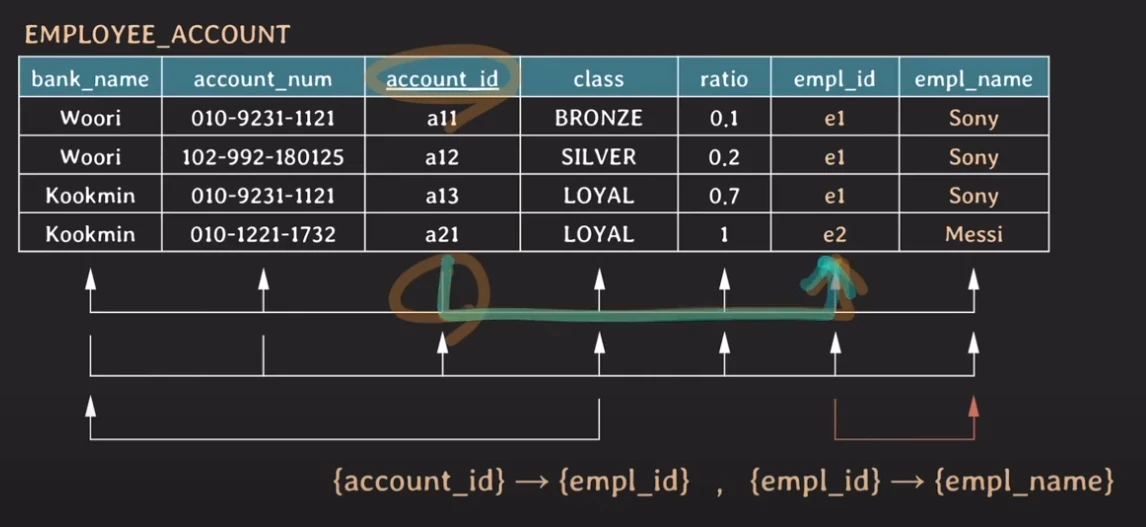 EMPLOYEE_ACCOUNT
bank_name account_num account_id class ratio empl_id empl_name
Woori 010-9231-1121 a11 BRONZE 0.1 e1 Sony
Woori 102-992-180125 a12 SILVER 0.2 e1 Sony
Kookmin 010-9231-1121 a13 LOYAL 0.7 e1 Sony
Kookmin 010-1221-1732 a21 LOYAL 1 e2 Messi
{account_id} → {empl_id} , {empl_id} → {empl_name}